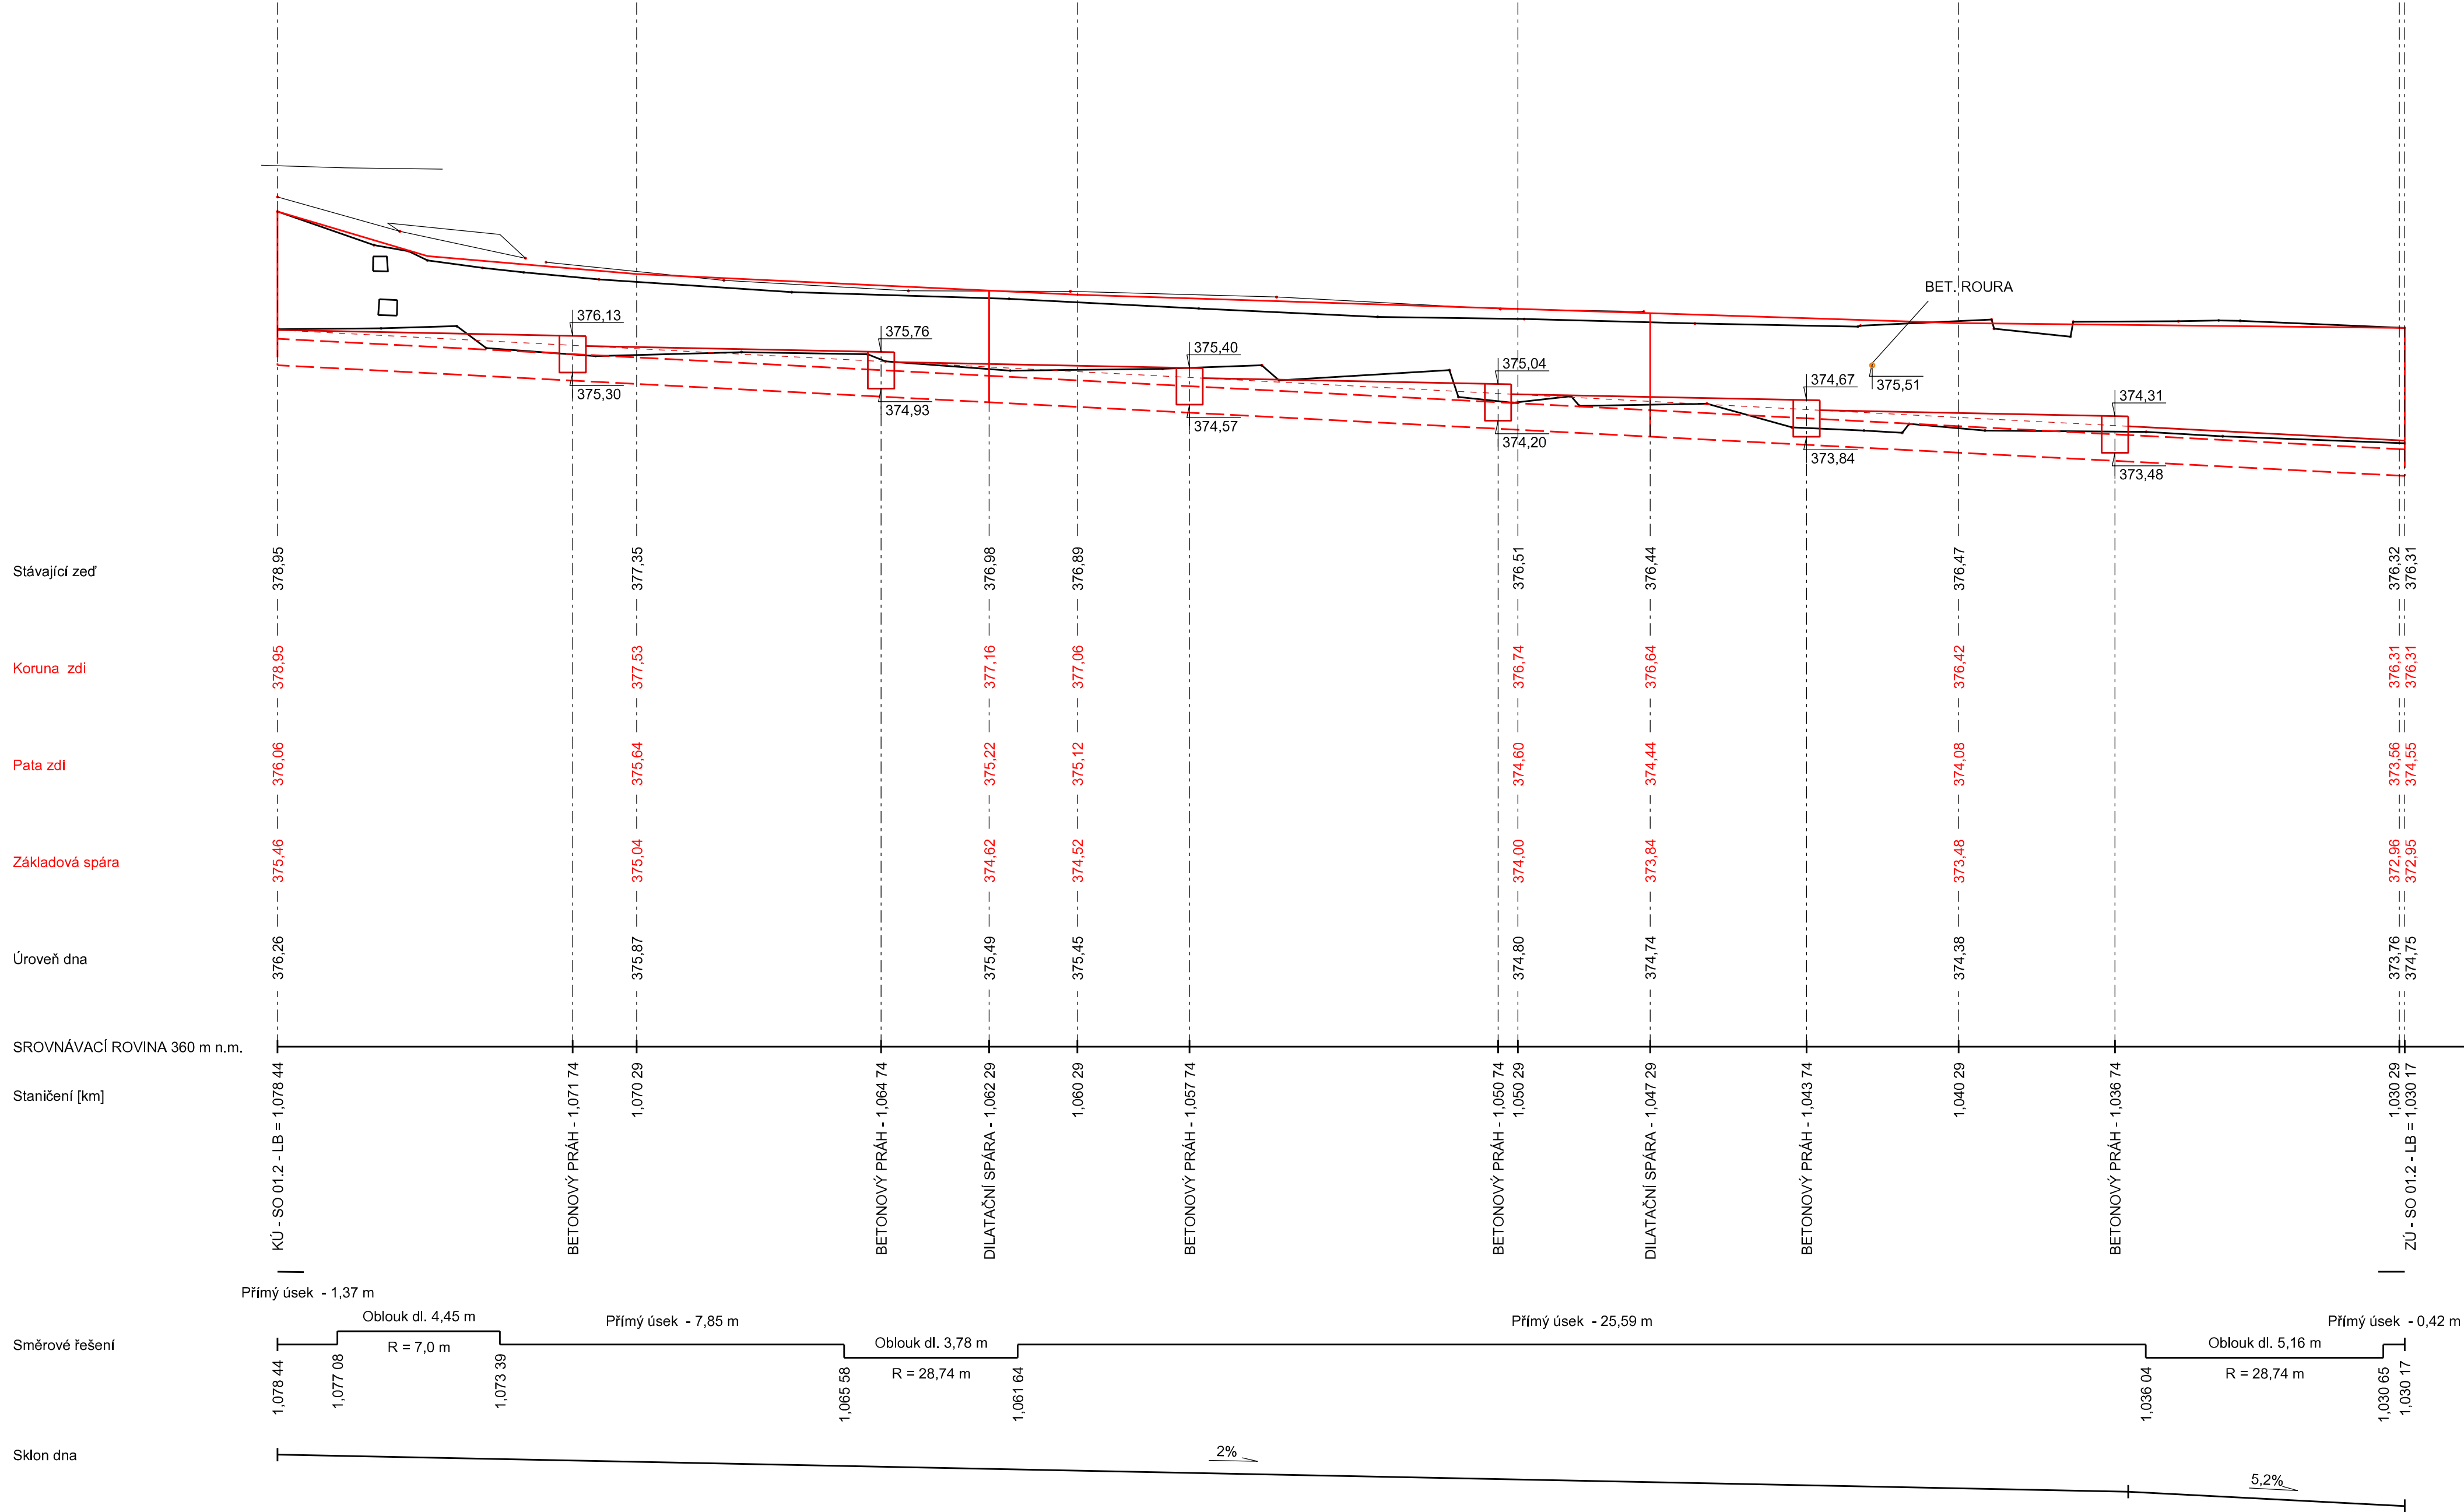 BET. ROURA
376,13
375,76
375,40
375,04
374,67
375,51
374,31
375,30
374,93
374,57
374,20
373,84
373,48
Stávající zeď 378,95 377,35 376,98 376,89 376,51 376,44 376,47 376,32 376,31
Koruna zdi 378,95 377,53 377,16 377,06 376,74 376,64 376,42 376,31 376,31
Pata zdi 376,06 375,64 375,22 375,12 374,60 374,44 374,08 373,56 374,55
Základová spára 375,46 375,04 374,62 374,52 374,00 373,84 373,48 372,96 372,95
Úroveň dna 376,26 375,87 375,49 375,45 374,80 374,74 374,38 373,76 374,75
SROVNÁVACÍ ROVINA 360 m n.m.
Staničení [km]
KÚ - SO 01.2 - LB = 1,078 44
BETONOVÝ PRÁH - 1,071 74
1,070 29
BETONOVÝ PRÁH - 1,064 74
DILATAČNÍ SPÁRA - 1,062 29
1,060 29
BETONOVÝ PRÁH - 1,057 74
BETONOVÝ PRÁH - 1,050 74
1,050 29
DILATAČNÍ SPÁRA - 1,047 29
BETONOVÝ PRÁH - 1,043 74
1,040 29
BETONOVÝ PRÁH - 1,036 74
1,030 29
ZÚ - SO 01.2 - LB = 1,030 17
Přímý úsek - 1,37 m
Oblouk dl. 4,45 m
Přímý úsek - 7,85 m
Přímý úsek - 25,59 m
Přímý úsek - 0,42 m
Směrové řešení
R = 7,0 m
Oblouk dl. 3,78 m
R = 28,74 m
Oblouk dl. 5,16 m
R = 28,74 m
1,078 44
1,077 08
1,073 39
1,065 58
1,061 64
1,036 04
1,030 65
1,030 17
Sklon dna
2%
5,2%